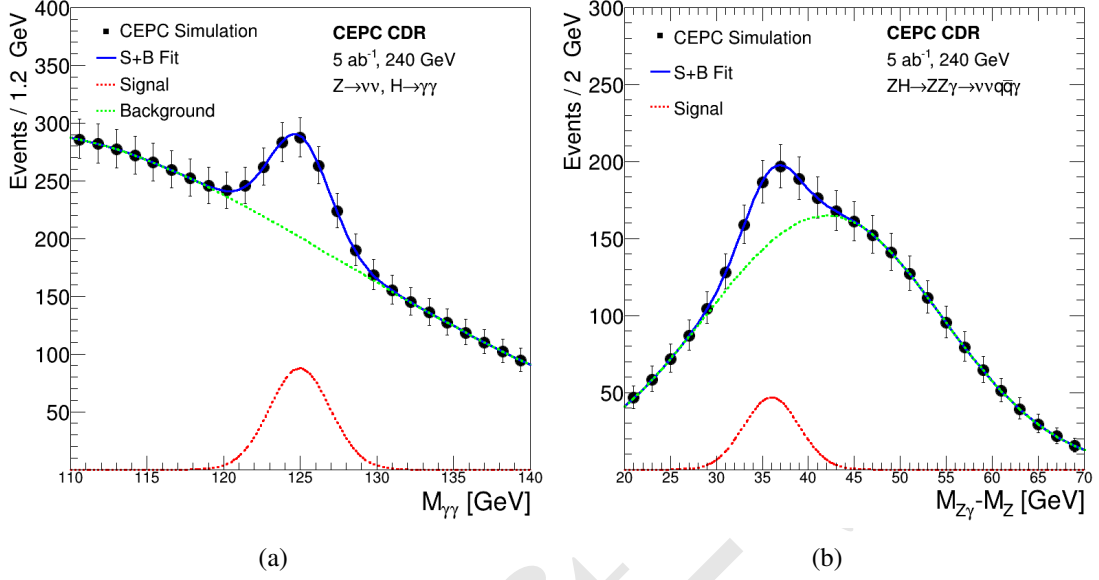 Events / 1.2 GeV
400
350
300
250
200
150
100
50
CEPC Simulation
S+B Fit
Signal
Background
CEPC CDR
5 ab⁻¹, 240 GeV
Z→νν, H→γγ
110 115 120 125 130 135 140
Mγγ [GeV]
(a)
Events / 2 GeV
300
250
200
150
100
50
CEPC Simulation
S+B Fit
Signal
CEPC CDR
5 ab⁻¹, 240 GeV
ZH→ZZγ→ννqq̅γ
20 25 30 35 40 45 50 55 60 65 70
M_Zγ-M_Z [GeV]
(b)